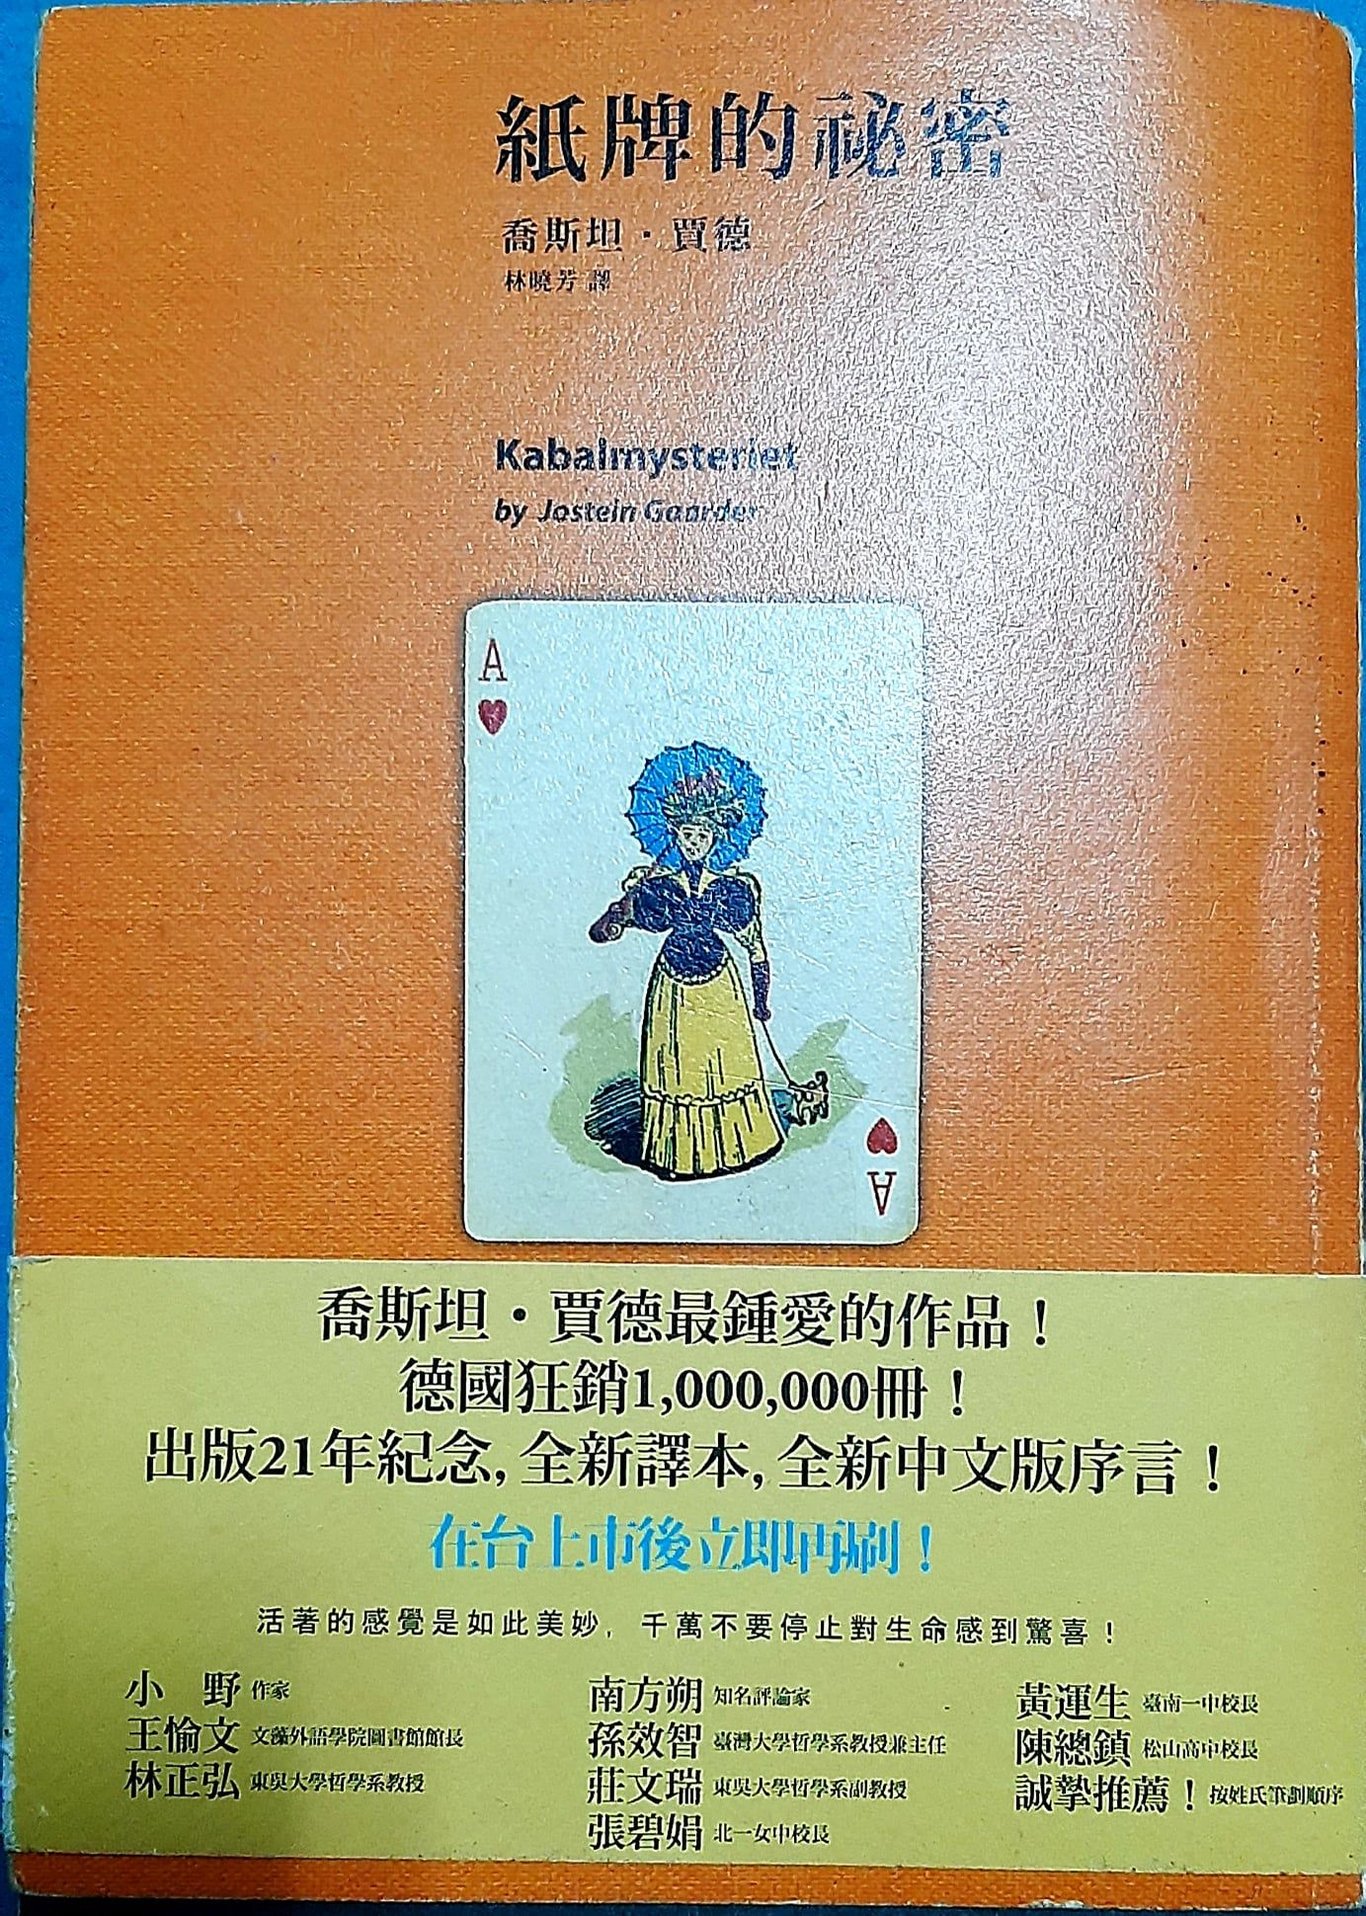 紙牌的祕密
喬斯坦・賈德
林曉芳 譯
Kabalmysteriet
by Jostein Gaarder
A
A
喬斯坦・賈德最鍾愛的作品！
德國狂銷1,000,000冊！
出版21年紀念,全新譯本,全新中文版序言！
在台上市後立即再刷！
活著的感覺是如此美妙，千萬不要停止對生命感到驚喜！
小 野 作家
王愉文 文藻外語學院圖書館館長
林正弘 東吳大學哲學系教授
南方朔 知名評論家
孫效智 臺灣大學哲學系教授兼主任
莊文瑞 東吳大學哲學系副教授
張碧娟 北一女中校長
黃運生 臺南一中校長
陳總鎮 松山高中校長
誠摯推薦！ 按姓氏筆劃順序